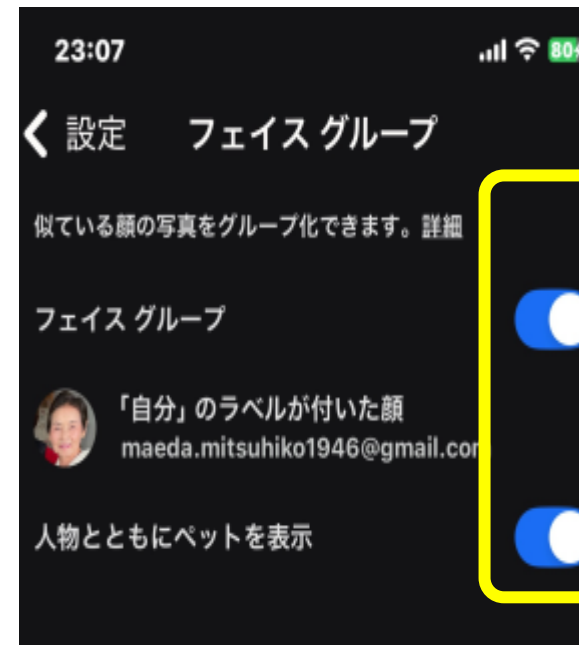 23:07 80
設定 フェイス グループ
似ている顔の写真をグループ化できます。詳細
フェイス グループ
「自分」のラベルが付いた顔
maeda.mitsuhiko1946@gmail.com
人物とともにペットを表示